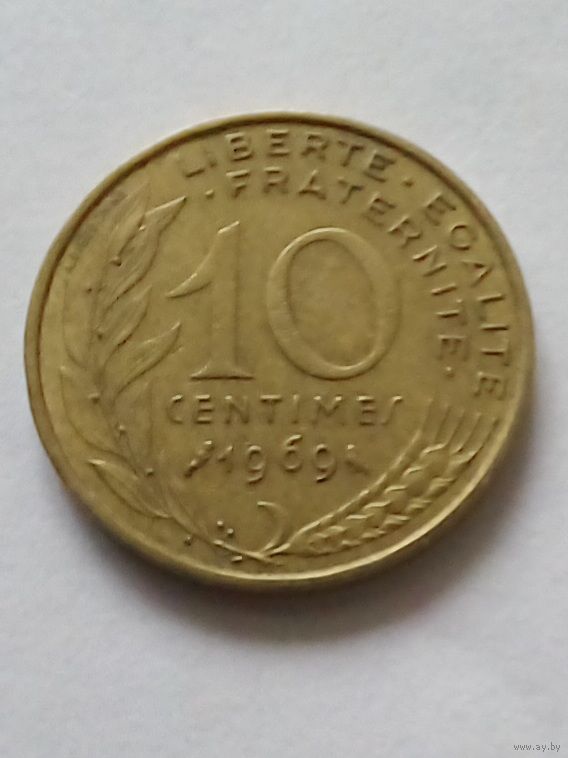 LIBERTE · EGALITE
· FRATERNITE ·
10
CENTIMES
1969
www.ay.by